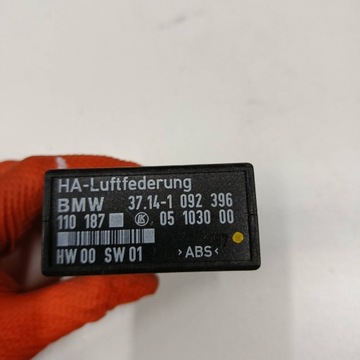 HA-Luftfederung
BMW 37.14-1 092 396
110 187 05 1030 00
HW 00 SW 01 >ABS<